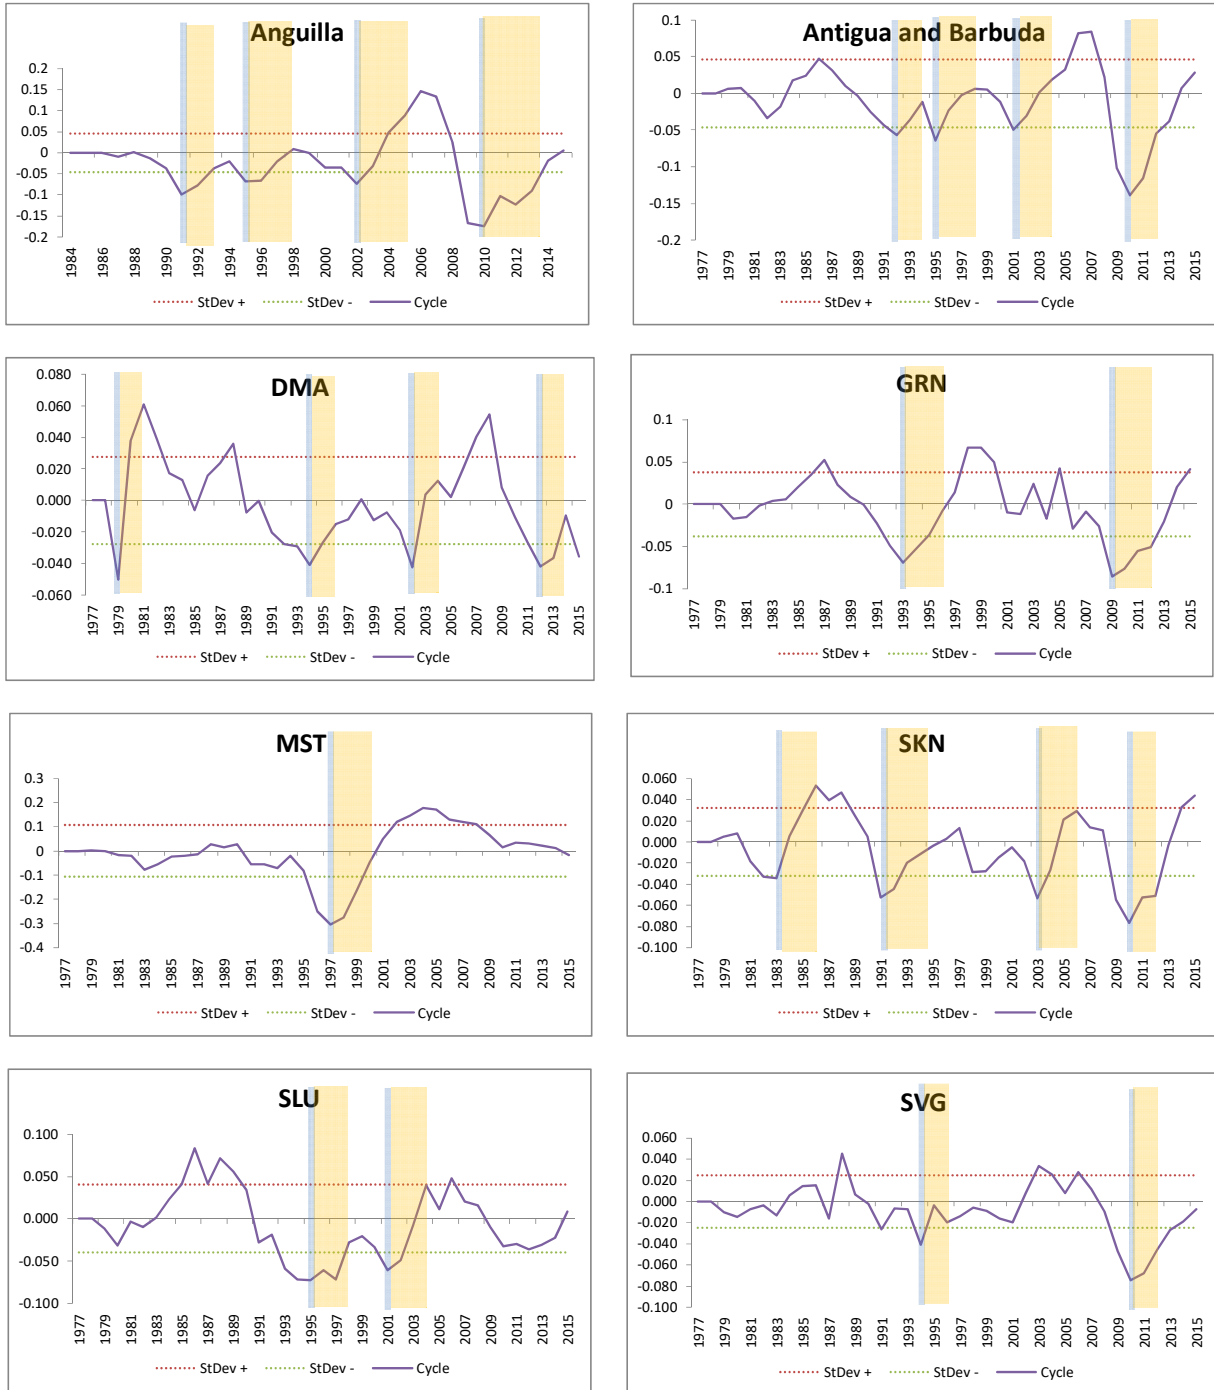 Anguilla
0.2
0.15
0.1
0.05
0
-0.05
-0.1
-0.15
-0.2
1984 1986 1988 1990 1992 1994 1996 1998 2000 2002 2004 2006 2008 2010 2012 2014
StDev + StDev - Cycle
Antigua and Barbuda
0.1
0.05
0
-0.05
-0.1
-0.15
-0.2
1977 1979 1981 1983 1985 1987 1989 1991 1993 1995 1997 1999 2001 2003 2005 2007 2009 2011 2013 2015
StDev + StDev - Cycle
DMA
0.080
0.060
0.040
0.020
0.000
-0.020
-0.040
-0.060
1977 1979 1981 1983 1985 1987 1989 1991 1993 1995 1997 1999 2001 2003 2005 2007 2009 2011 2013 2015
StDev + StDev - Cycle
GRN
0.1
0.05
0
-0.05
-0.1
1977 1979 1981 1983 1985 1987 1989 1991 1993 1995 1997 1999 2001 2003 2005 2007 2009 2011 2013 2015
StDev + StDev - Cycle
MST
0.3
0.2
0.1
0
-0.1
-0.2
-0.3
-0.4
1977 1979 1981 1983 1985 1987 1989 1991 1993 1995 1997 1999 2001 2003 2005 2007 2009 2011 2013 2015
StDev + StDev - Cycle
SKN
0.060
0.040
0.020
0.000
-0.020
-0.040
-0.060
-0.080
-0.100
1977 1979 1981 1983 1985 1987 1989 1991 1993 1995 1997 1999 2001 2003 2005 2007 2009 2011 2013 2015
StDev + StDev - Cycle
SLU
0.100
0.050
0.000
-0.050
-0.100
1977 1979 1981 1983 1985 1987 1989 1991 1993 1995 1997 1999 2001 2003 2005 2007 2009 2011 2013 2015
StDev + StDev - Cycle
SVG
0.060
0.040
0.020
0.000
-0.020
-0.040
-0.060
-0.080
-0.100
1977 1979 1981 1983 1985 1987 1989 1991 1993 1995 1997 1999 2001 2003 2005 2007 2009 2011 2013 2015
StDev + StDev - Cycle